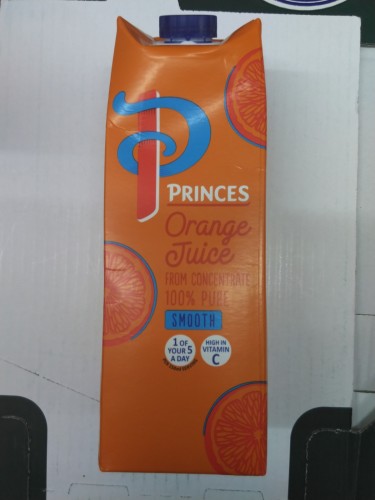 P
PRINCES
Orange
Juice
FROM CONCENTRATE
100% PURE
SMOOTH
1 OF
YOUR 5
A DAY
HIGH IN
VITAMIN
C